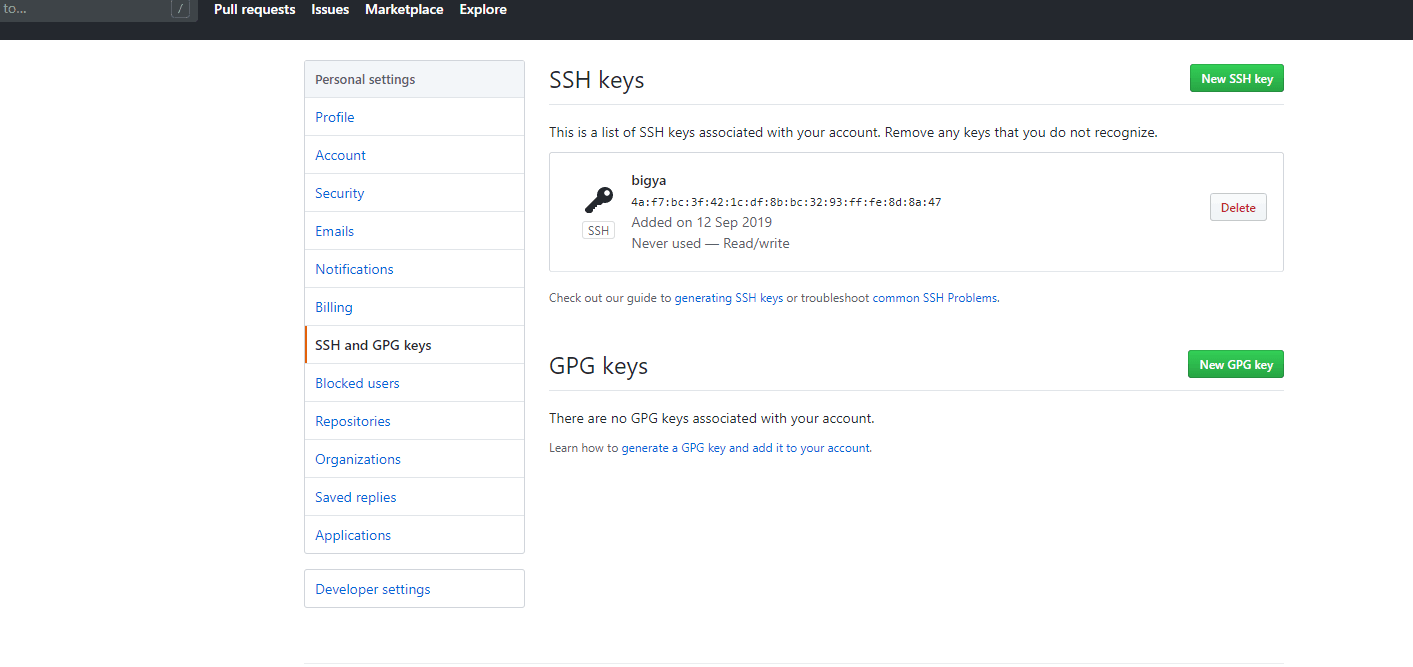 to... /
Pull requests Issues Marketplace Explore
Personal settings
Profile
Account
Security
Emails
Notifications
Billing
SSH and GPG keys
Blocked users
Repositories
Organizations
Saved replies
Applications
Developer settings
SSH keys
New SSH key
This is a list of SSH keys associated with your account. Remove any keys that you do not recognize.
SSH
bigya
4a:f7:bc:3f:42:1c:df:8b:bc:32:93:ff:fe:8d:8a:47
Added on 12 Sep 2019
Never used — Read/write
Delete
Check out our guide to generating SSH keys or troubleshoot common SSH Problems.
GPG keys
New GPG key
There are no GPG keys associated with your account.
Learn how to generate a GPG key and add it to your account.